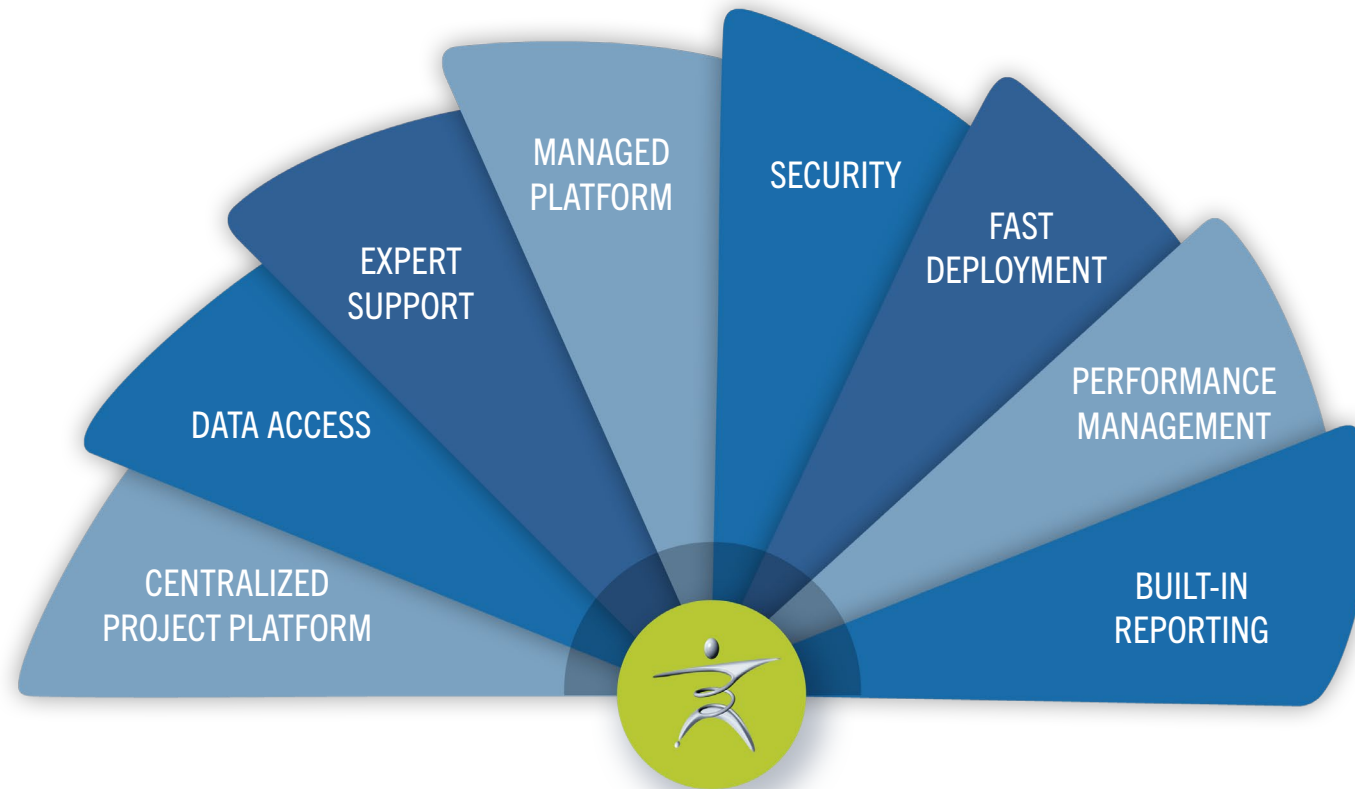 CENTRALIZED
PROJECT PLATFORM
DATA ACCESS
EXPERT
SUPPORT
MANAGED
PLATFORM
SECURITY
FAST
DEPLOYMENT
PERFORMANCE
MANAGEMENT
BUILT-IN
REPORTING